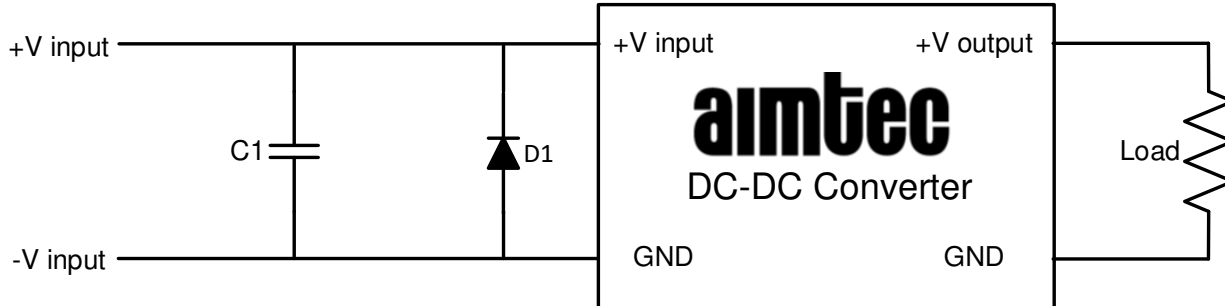 +V input
+V input
+V output
aimtec
C1
D1
Load
DC-DC Converter
-V input
GND
GND